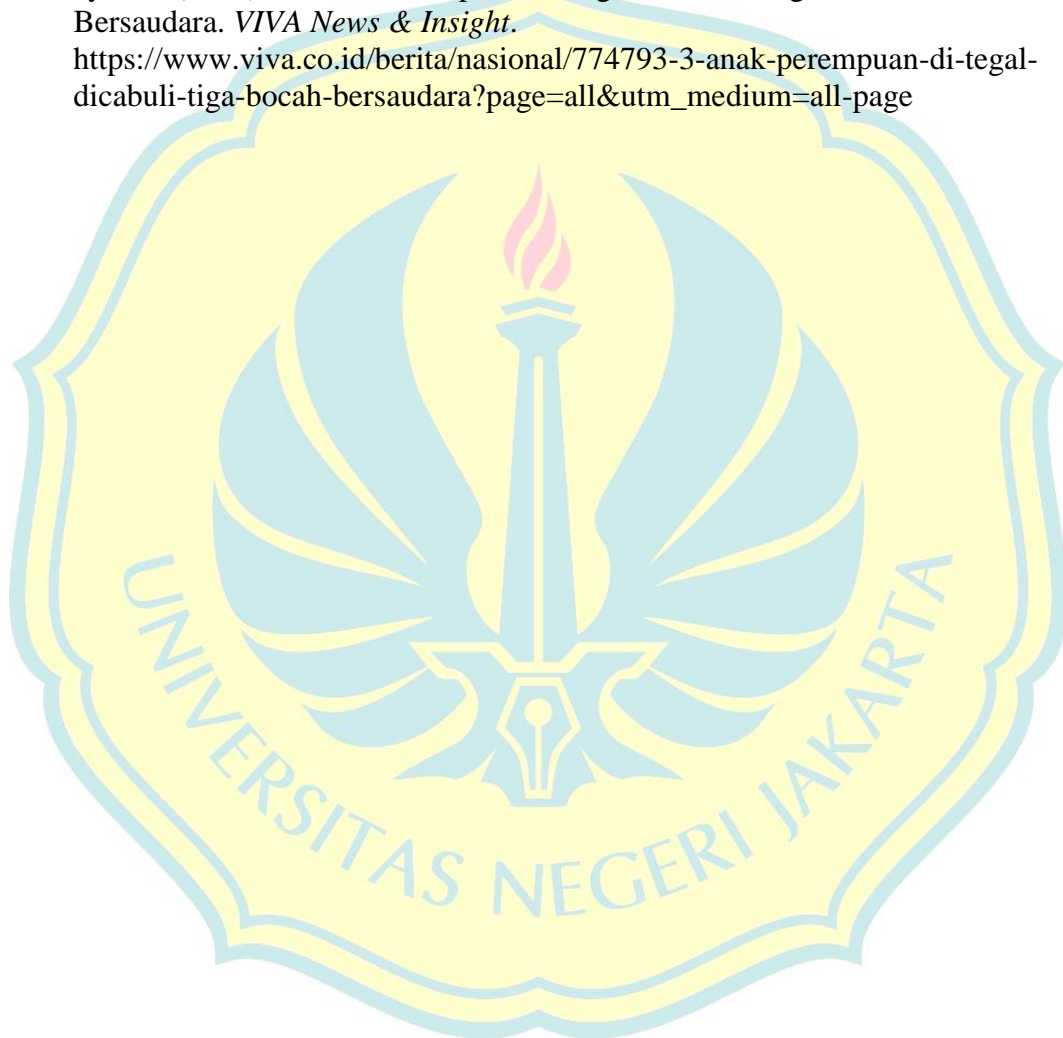 Bersaudara. VIVA News & Insight.
https://www.viva.co.id/berita/nasional/774793-3-anak-perempuan-di-tegal-
dicabuli-tiga-bocah-bersaudara?page=all&utm_medium=all-page
UNIVERSITAS NEGERI JAKARTA